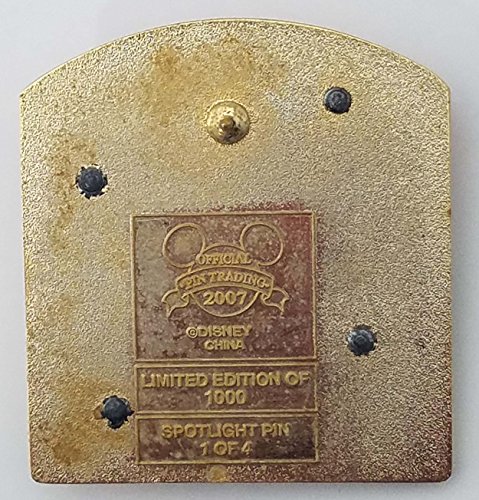 OFFICIAL
PIN TRADING
2007
©DISNEY
CHINA
LIMITED EDITION OF
1000
SPOTLIGHT PIN
1 OF 4